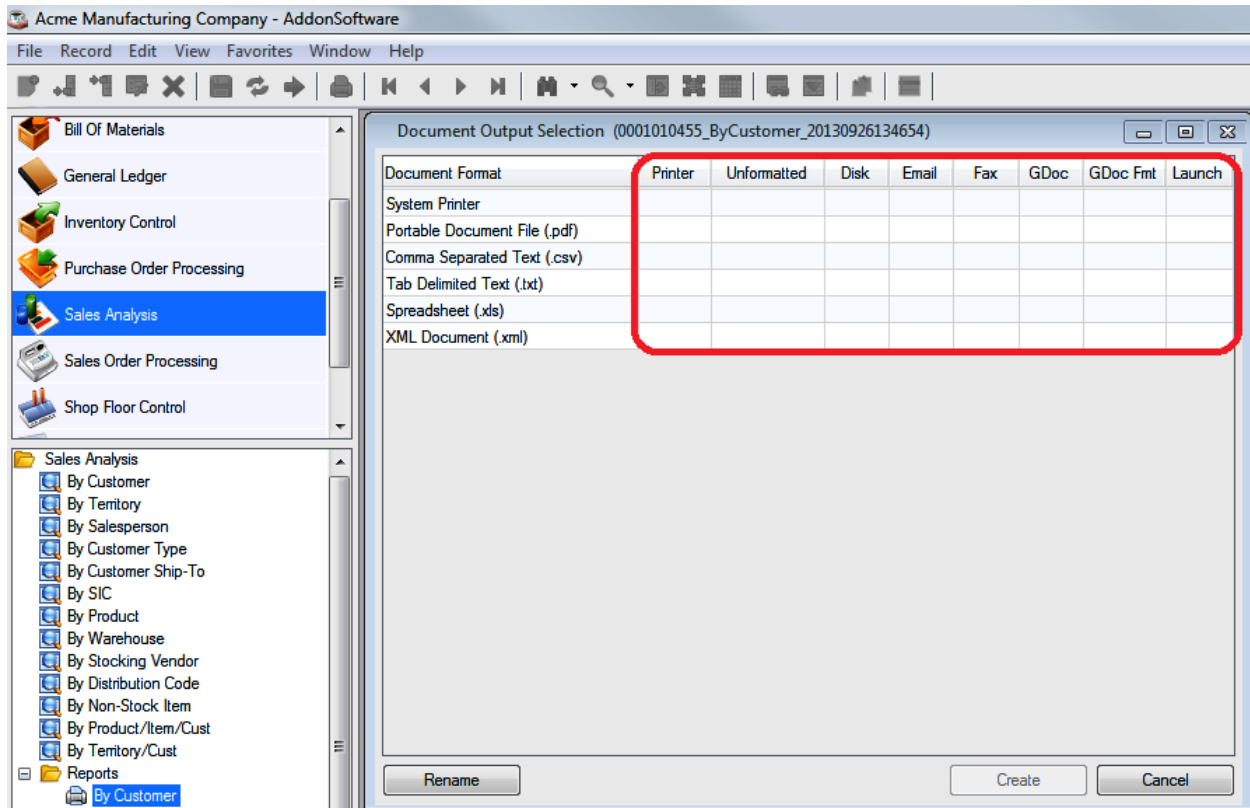 Acme Manufacturing Company - AddonSoftware
File Record Edit View Favorites Window Help
Bill Of Materials
General Ledger
Inventory Control
Purchase Order Processing
Sales Analysis
Sales Order Processing
Shop Floor Control
Sales Analysis
By Customer
By Territory
By Salesperson
By Customer Type
By Customer Ship-To
By SIC
By Product
By Warehouse
By Stocking Vendor
By Distribution Code
By Non-Stock Item
By Product/Item/Cust
By Territory/Cust
Reports
By Customer
Document Output Selection (0001010455_ByCustomer_20130926134654)
Document Format Printer Unformatted Disk Email Fax GDoc GDoc Fmt Launch
System Printer
Portable Document File (.pdf)
Comma Separated Text (.csv)
Tab Delimited Text (.txt)
Spreadsheet (.xls)
XML Document (.xml)
Rename Create Cancel